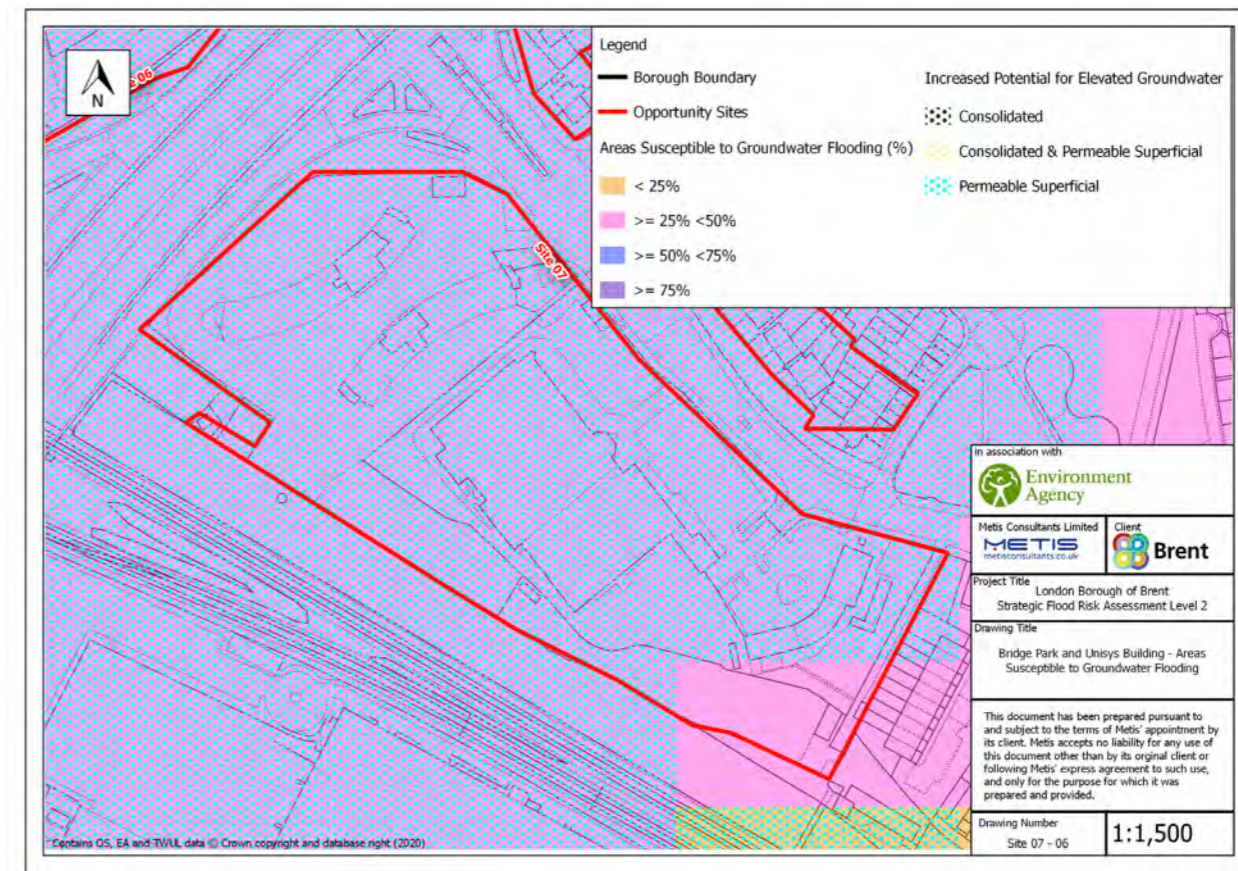 N
e 06
Site 07
Legend
Borough Boundary
Opportunity Sites
Areas Susceptible to Groundwater Flooding (%)
< 25%
>= 25% <50%
>= 50% <75%
>= 75%
Increased Potential for Elevated Groundwater
Consolidated
Consolidated & Permeable Superficial
Permeable Superficial
in association with
Environment
Agency
Metis Consultants Limited
METIS
metisconsultants.co.uk
Client
Brent
Project Title
London Borough of Brent
Strategic Flood Risk Assessment Level 2
Drawing Title
Bridge Park and Unisys Building - Areas
Susceptible to Groundwater Flooding
This document has been prepared pursuant to
and subject to the terms of Metis' appointment by
its client. Metis accepts no liability for any use of
this document other than by its orginal client or
following Metis' express agreement to such use,
and only for the purpose for which it was
prepared and provided.
Drawing Number
Site 07 - 06
1:1,500
Contains OS, EA and TWUL data © Crown copyright and database right (2020)